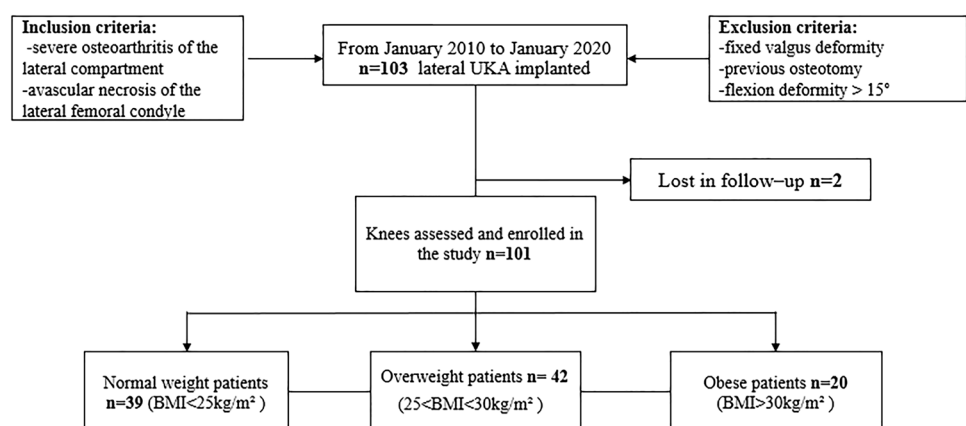 Inclusion criteria:
-severe osteoarthritis of the
lateral compartment
-avascular necrosis of the
lateral femoral condyle
From January 2010 to January 2020
n=103 lateral UKA implanted
Exclusion criteria:
-fixed valgus deformity
-previous osteotomy
-flexion deformity > 15°
Lost in follow–up n=2
Knees assessed and enrolled in
the study n=101
Normal weight patients
n=39 (BMI<25kg/m² )
Overweight patients n= 42
(25<BMI<30kg/m² )
Obese patients n=20
(BMI>30kg/m² )